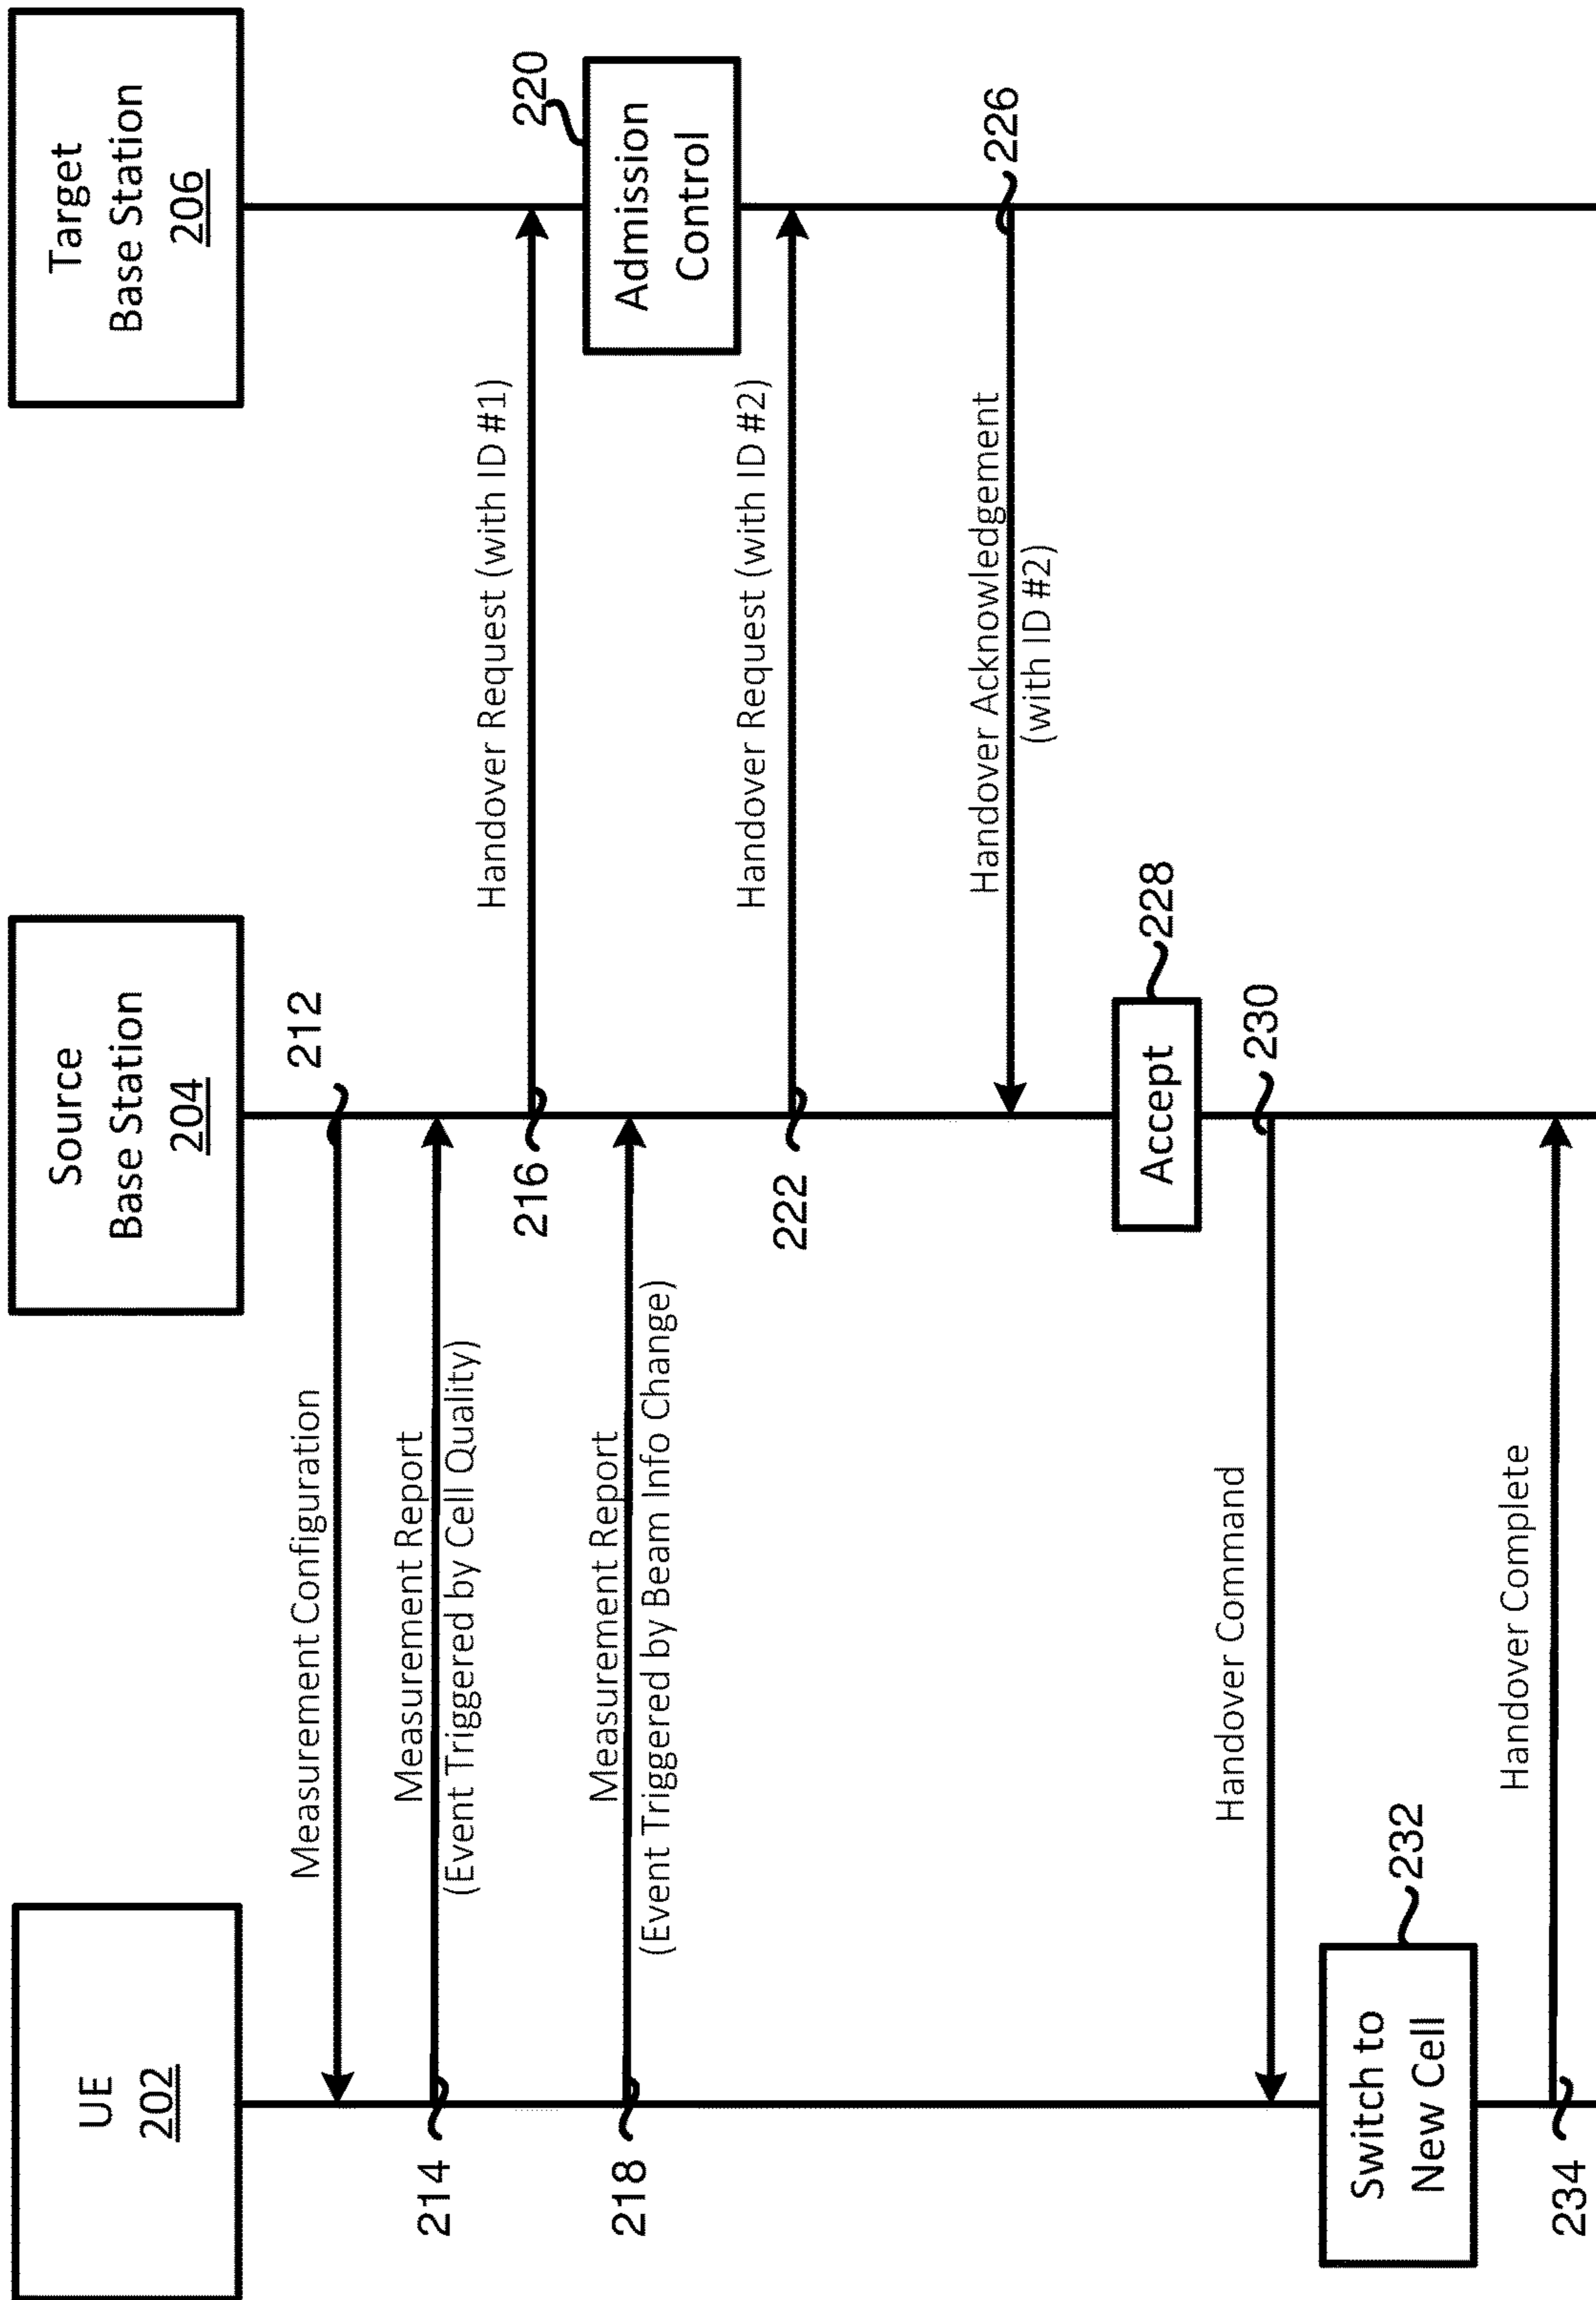 UE
202
Source
Base Station
204
Target
Base Station
206
212
Measurement Configuration
Measurement Report
(Event Triggered by Cell Quality)
214
Handover Request (with ID #1)
216
220
Admission
Control
Measurement Report
(Event Triggered by Beam Info Change)
218
Handover Request (with ID #2)
222
226
Handover Acknowledgement
(with ID #2)
Accept
228
230
Handover Command
Switch to
New Cell
232
Handover Complete
234